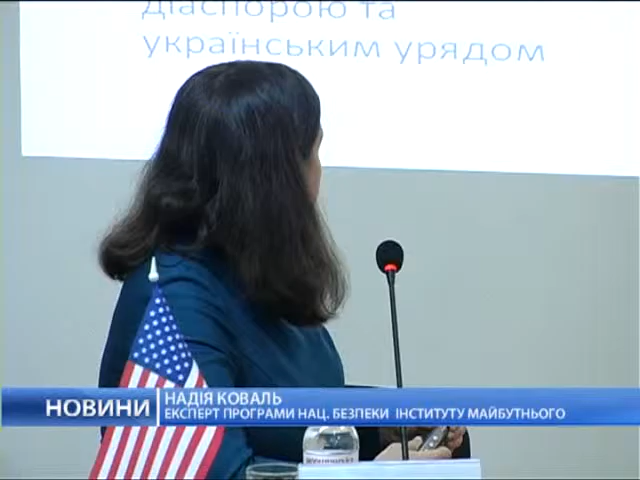 діаспорою та
українським урядом
НАДІЯ КОВАЛЬ
НОВИНИ
ЕКСПЕРТ ПРОГРАМИ НАЦ. БЕЗПЕКИ ІНСТИТУТУ МАЙБУТНЬОГО